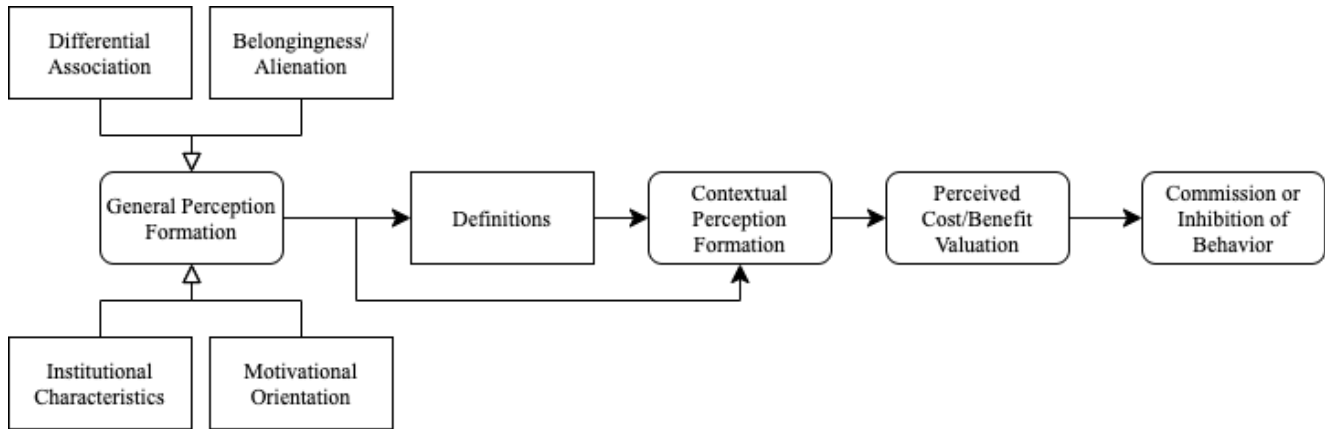 Differential
Association
Belongingness/
Alienation
General Perception
Formation
Definitions
Contextual
Perception
Formation
Perceived
Cost/Benefit
Valuation
Commission or
Inhibition of
Behavior
Institutional
Characteristics
Motivational
Orientation